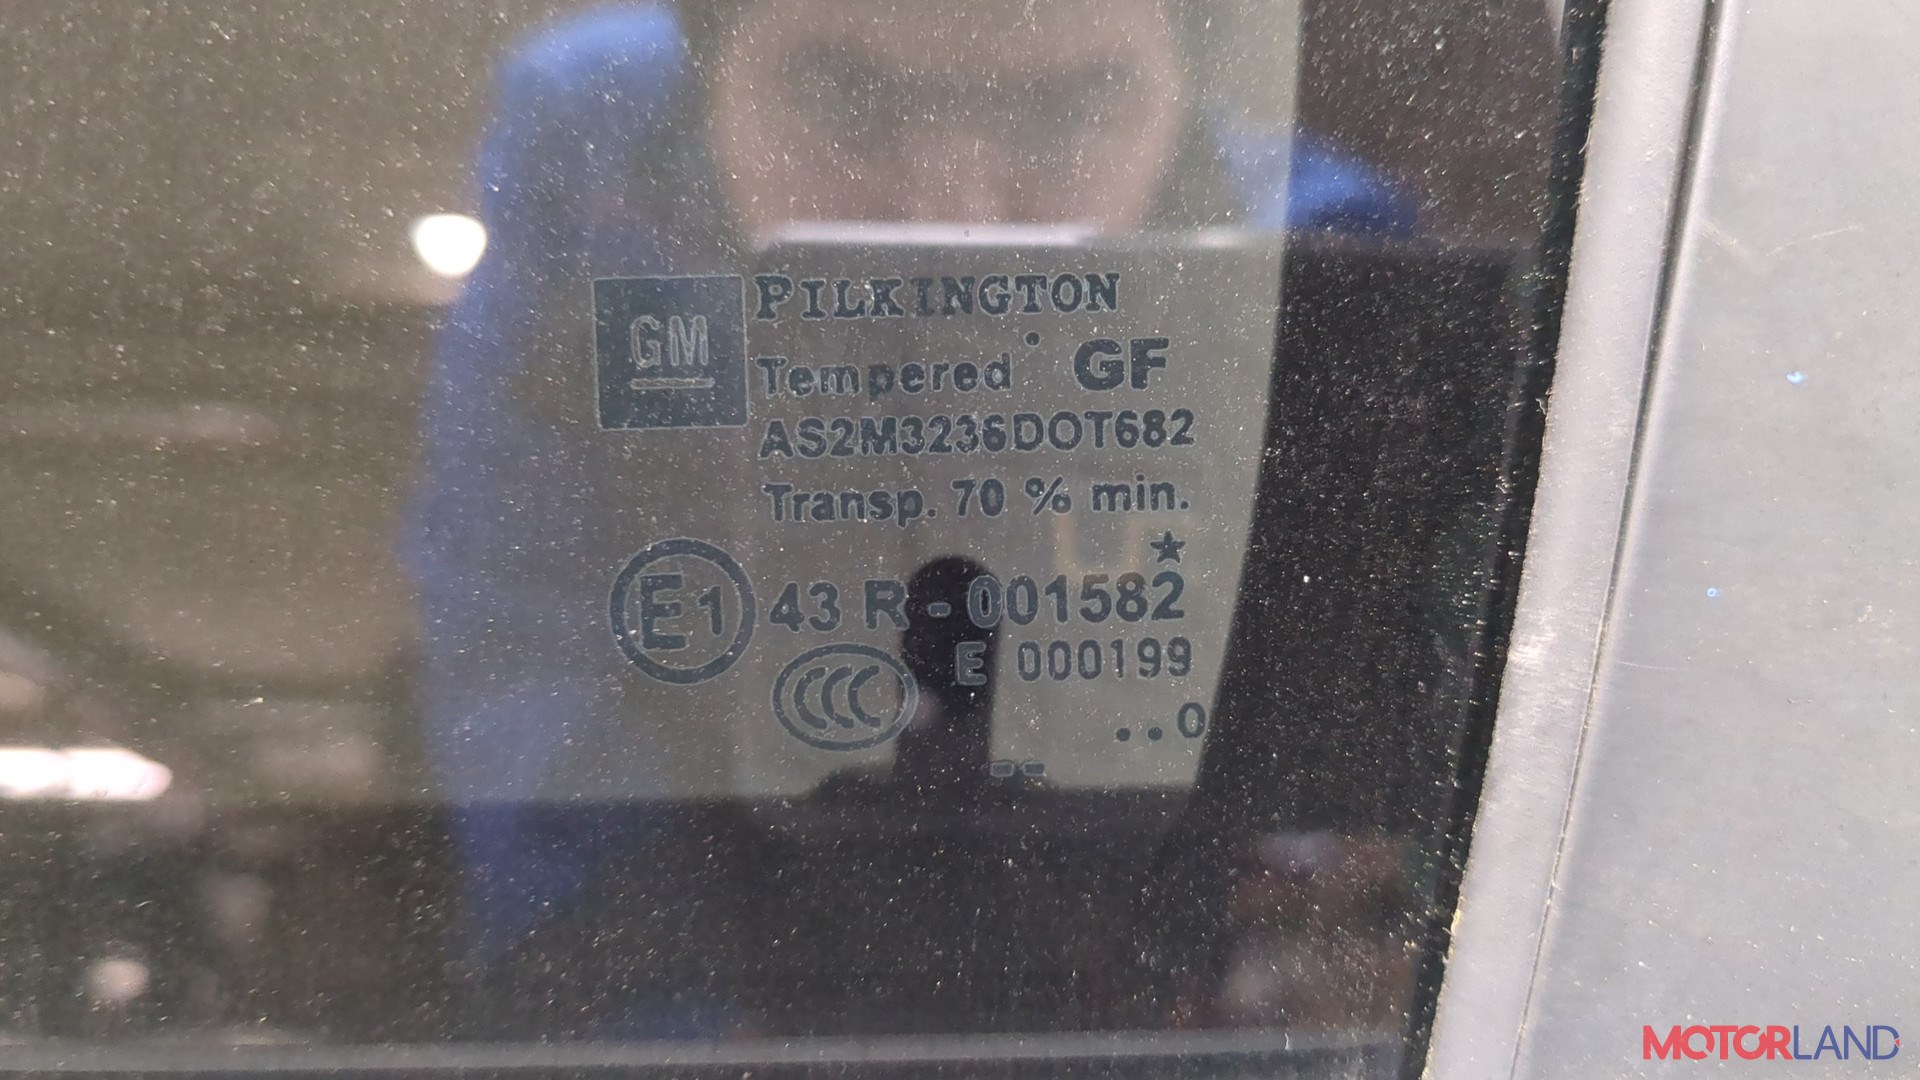 GM
PILKINGTON
Tempered GF
AS2M3236DOT682
Transp. 70 % min.
E1 43 R - 001582
CCC E 000199
..0
MOTORLAND